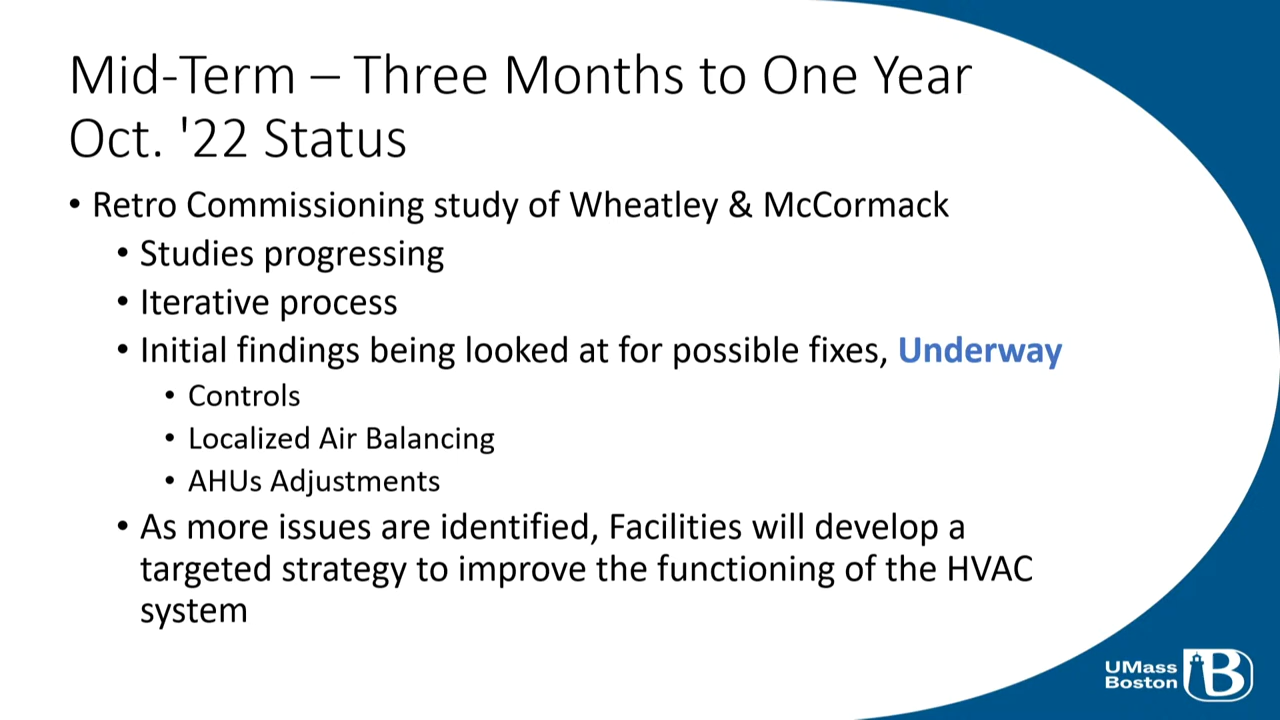 Mid-Term – Three Months to One Year
Oct. '22 Status
• Retro Commissioning study of Wheatley & McCormack
• Studies progressing
• Iterative process
• Initial findings being looked at for possible fixes, Underway
• Controls
• Localized Air Balancing
• AHUs Adjustments
• As more issues are identified, Facilities will develop a
targeted strategy to improve the functioning of the HVAC
system
UMass
Boston
B